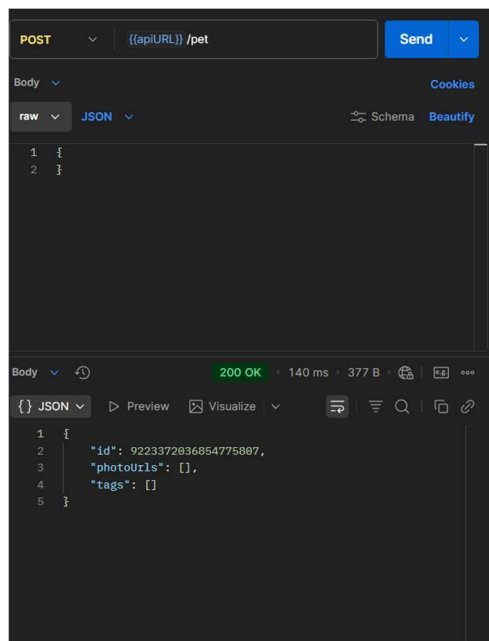 POST {{apiURL}} /pet Send
Body Cookies
raw JSON Schema Beautify
1 {
2 }
Body 200 OK • 140 ms • 377 B • e.g.
{} JSON Preview Visualize
1 {
2 "id": 9223372036854775807,
3 "photoUrls": [],
4 "tags": []
5 }